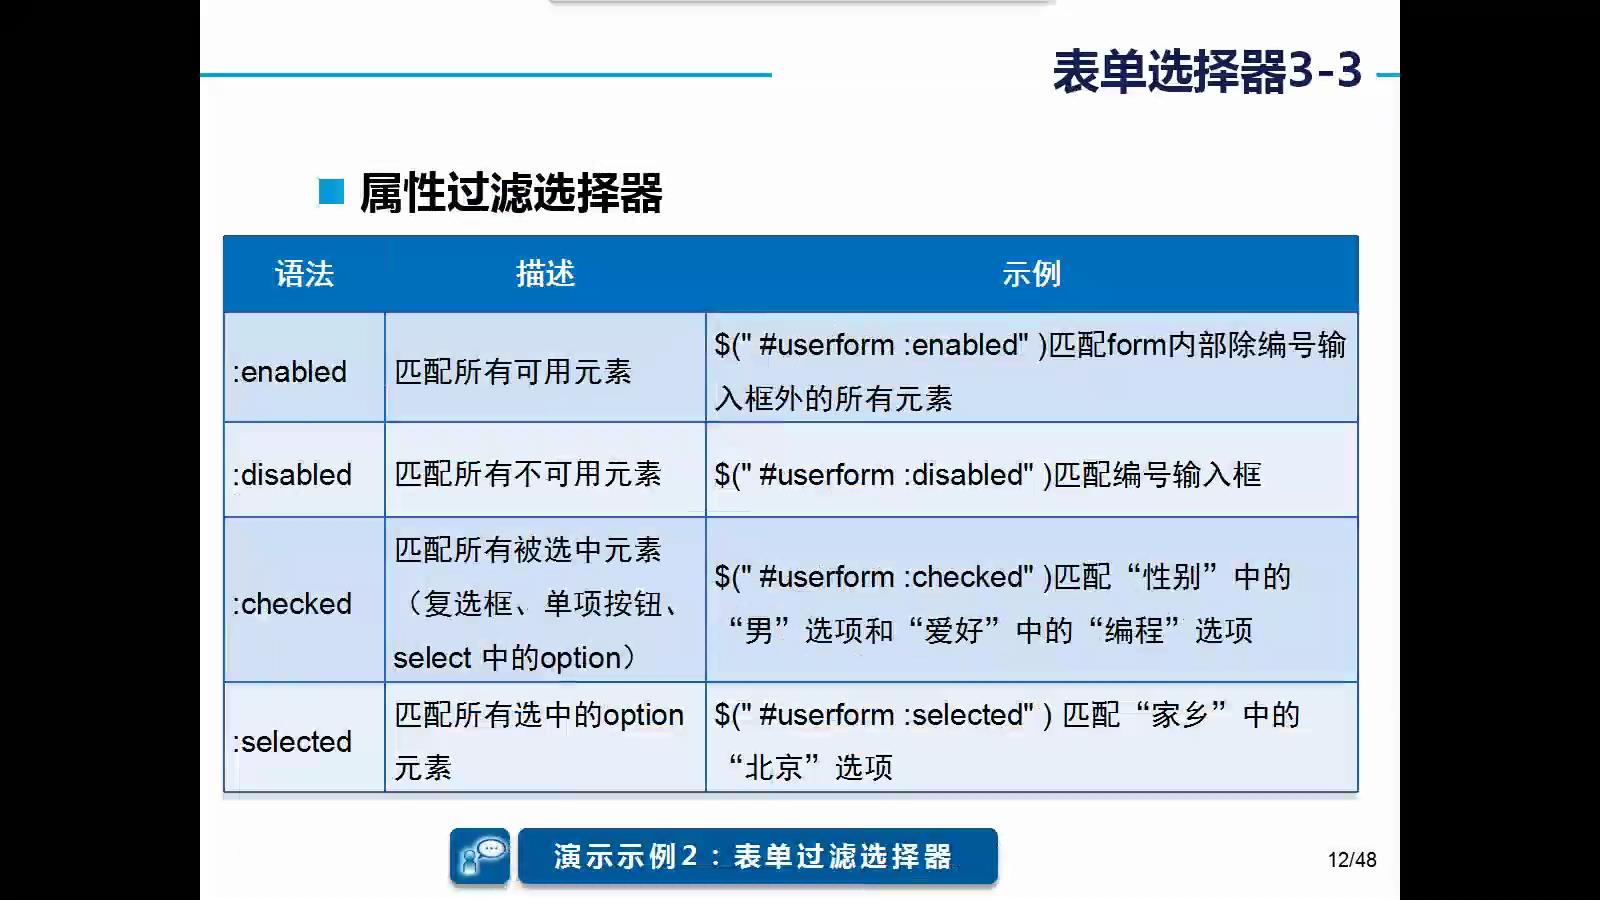 表单选择器3-3
属性过滤选择器
语法 描述 示例
:enabled 匹配所有可用元素 $(" #userform :enabled" )匹配form内部除编号输
入框外的所有元素
:disabled 匹配所有不可用元素 $(" #userform :disabled" )匹配编号输入框
:checked
匹配所有被选中元素
（复选框、单项按钮、
select 中的option）
$(" #userform :checked" )匹配“性别”中的
“男”选项和“爱好”中的“编程”选项
:selected
匹配所有选中的option
元素
$(" #userform :selected" ) 匹配“家乡”中的
“北京”选项
演示示例2：表单过滤选择器
12/48